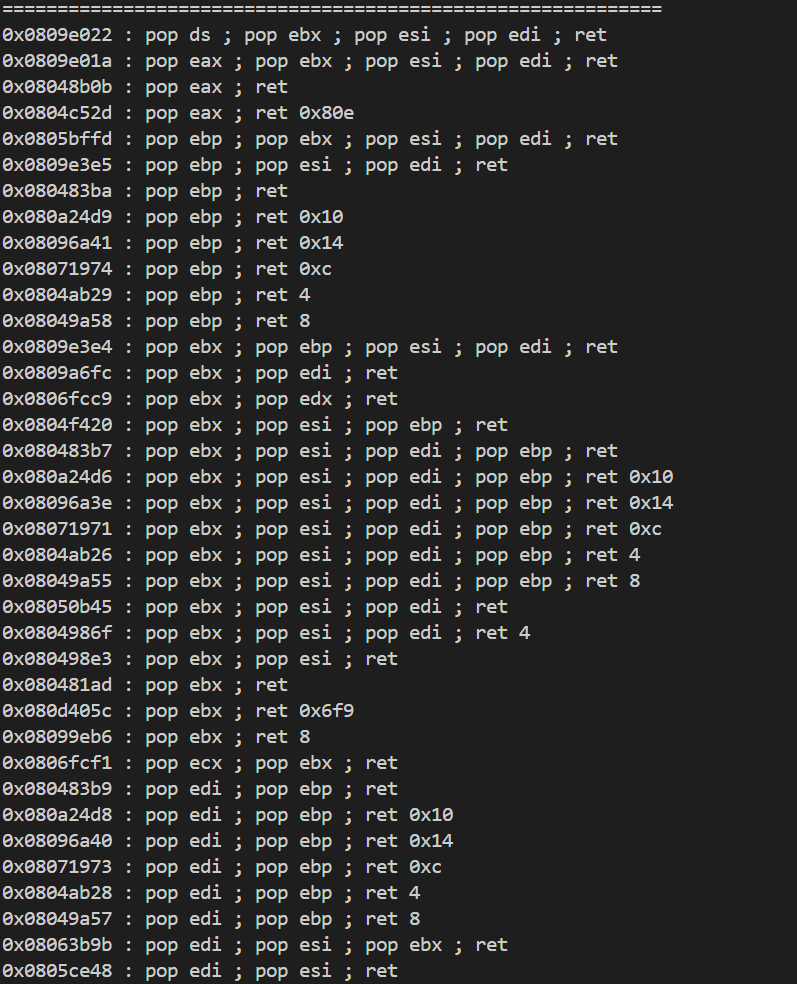 ============================================================
0x0809e022 : pop ds ; pop ebx ; pop esi ; pop edi ; ret
0x0809e01a : pop eax ; pop ebx ; pop esi ; pop edi ; ret
0x08048b0b : pop eax ; ret
0x0804c52d : pop eax ; ret 0x80e
0x0805bffd : pop ebp ; pop ebx ; pop esi ; pop edi ; ret
0x0809e3e5 : pop ebp ; pop esi ; pop edi ; ret
0x080483ba : pop ebp ; ret
0x080a24d9 : pop ebp ; ret 0x10
0x08096a41 : pop ebp ; ret 0x14
0x08071974 : pop ebp ; ret 0xc
0x0804ab29 : pop ebp ; ret 4
0x08049a58 : pop ebp ; ret 8
0x0809e3e4 : pop ebx ; pop ebp ; pop esi ; pop edi ; ret
0x0809a6fc : pop ebx ; pop edi ; ret
0x0806fcc9 : pop ebx ; pop edx ; ret
0x0804f420 : pop ebx ; pop esi ; pop ebp ; ret
0x080483b7 : pop ebx ; pop esi ; pop edi ; pop ebp ; ret
0x080a24d6 : pop ebx ; pop esi ; pop edi ; pop ebp ; ret 0x10
0x08096a3e : pop ebx ; pop esi ; pop edi ; pop ebp ; ret 0x14
0x08071971 : pop ebx ; pop esi ; pop edi ; pop ebp ; ret 0xc
0x0804ab26 : pop ebx ; pop esi ; pop edi ; pop ebp ; ret 4
0x08049a55 : pop ebx ; pop esi ; pop edi ; pop ebp ; ret 8
0x08050b45 : pop ebx ; pop esi ; pop edi ; ret
0x0804986f : pop ebx ; pop esi ; pop edi ; ret 4
0x080498e3 : pop ebx ; pop esi ; ret
0x080481ad : pop ebx ; ret
0x080d405c : pop ebx ; ret 0x6f9
0x08099eb6 : pop ebx ; ret 8
0x0806fcf1 : pop ecx ; pop ebx ; ret
0x080483b9 : pop edi ; pop ebp ; ret
0x080a24d8 : pop edi ; pop ebp ; ret 0x10
0x08096a40 : pop edi ; pop ebp ; ret 0x14
0x08071973 : pop edi ; pop ebp ; ret 0xc
0x0804ab28 : pop edi ; pop ebp ; ret 4
0x08049a57 : pop edi ; pop ebp ; ret 8
0x08063b9b : pop edi ; pop esi ; pop ebx ; ret
0x0805ce48 : pop edi ; pop esi ; ret